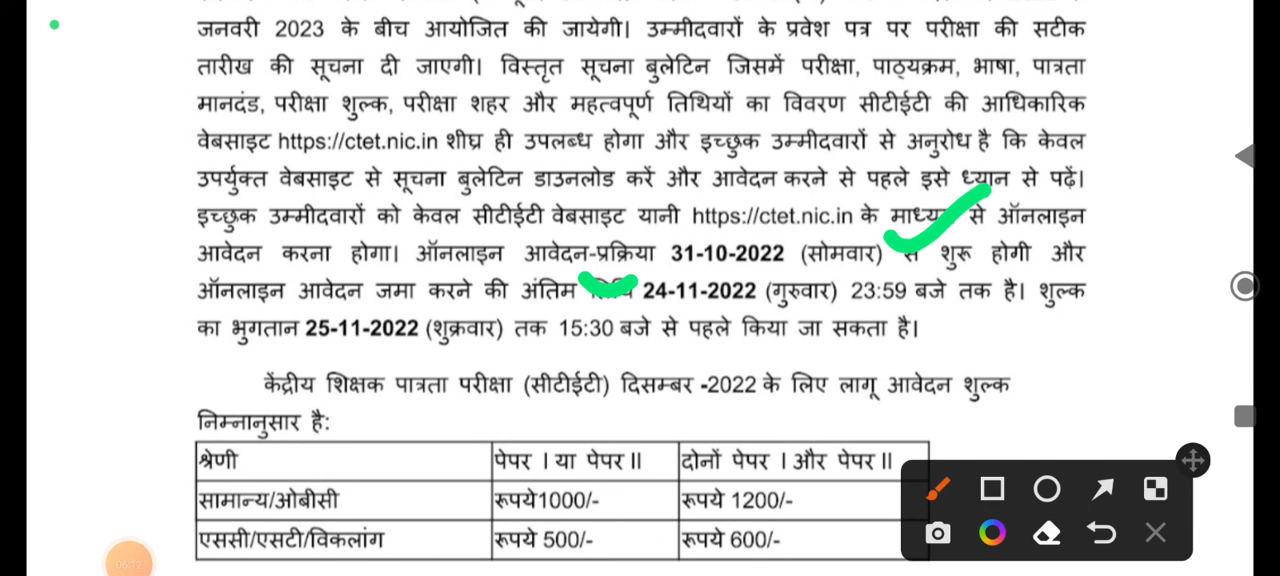 जनवरी 2023 के बीच आयोजित की जायेगी। उम्मीदवारों के प्रवेश पत्र पर परीक्षा की सटीक
तारीख की सूचना दी जाएगी। विस्तृत सूचना बुलेटिन जिसमें परीक्षा, पाठ्यक्रम, भाषा, पात्रता
मानदंड, परीक्षा शुल्क, परीक्षा शहर और महत्वपूर्ण तिथियों का विवरण सीटीईटी की आधिकारिक
वेबसाइट https://ctet.nic.in शीघ्र ही उपलब्ध होगा और इच्छुक उम्मीदवारों से अनुरोध है कि केवल
उपर्युक्त वेबसाइट से सूचना बुलेटिन डाउनलोड करें और आवेदन करने से पहले इसे ध्यान से पढ़ें।
इच्छुक उम्मीदवारों को केवल सीटीईटी वेबसाइट यानी https://ctet.nic.in के माध्यम से ऑनलाइन
आवेदन करना होगा। ऑनलाइन आवेदन-प्रक्रिया 31-10-2022 (सोमवार) से शुरू होगी और
ऑनलाइन आवेदन जमा करने की अंतिम 24-11-2022 (गुरुवार) 23:59 बजे तक है। शुल्क
का भुगतान 25-11-2022 (शुक्रवार) तक 15:30 बजे से पहले किया जा सकता है।
केंद्रीय शिक्षक पात्रता परीक्षा (सीटीईटी) दिसम्बर -2022 के लिए लागू आवेदन शुल्क
निम्नानुसार है:
श्रेणी पेपर I या पेपर II दोनों पेपर I और पेपर II
सामान्य/ओबीसी रूपये1000/- रूपये 1200/-
एससी/एसटी/विकलांग रूपये 500/- रूपये 600/-